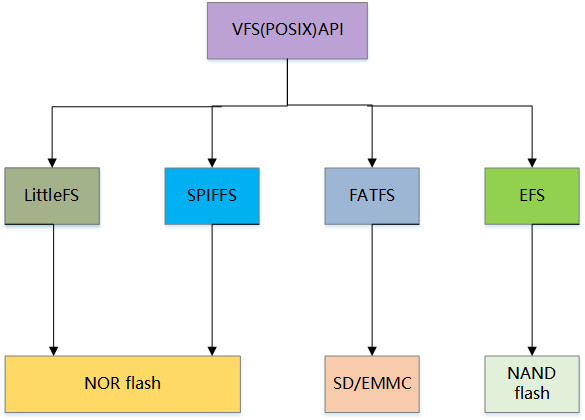 VFS(POSIX)API
LittleFS
SPIFFS
FATFS
EFS
NOR flash
SD/EMMC
NAND
flash